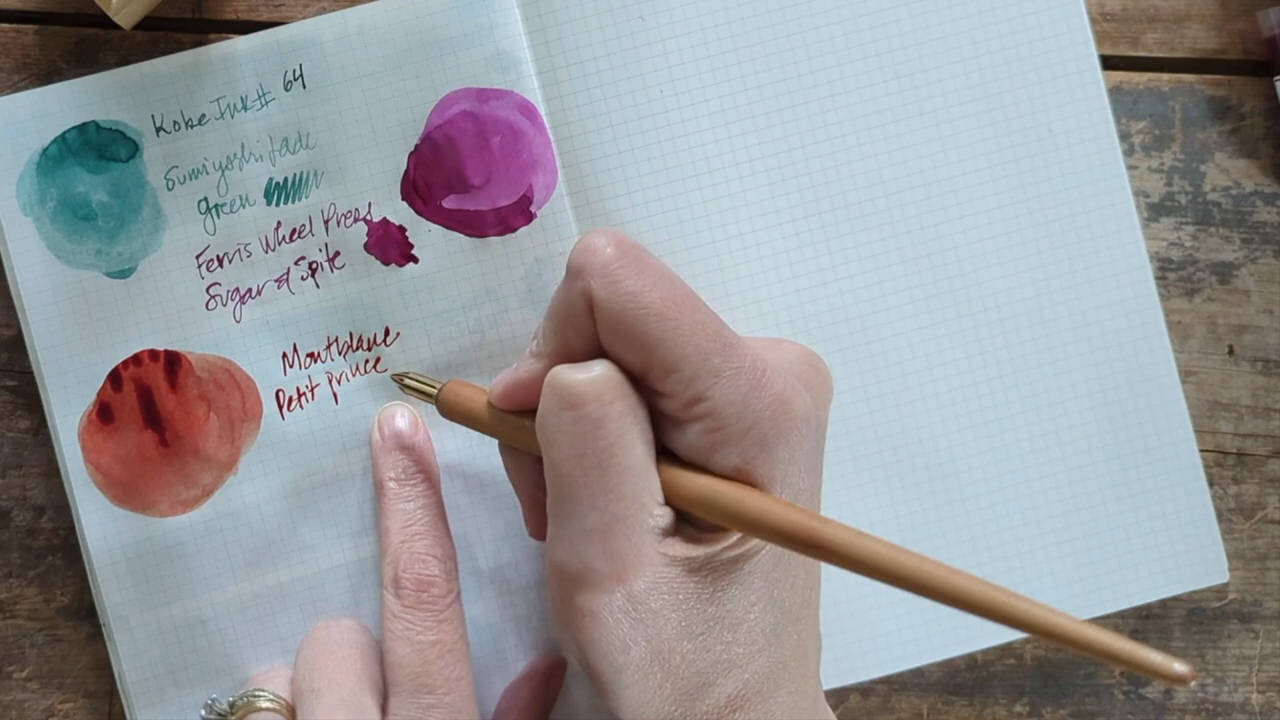 Kobe Ink# 64
Sumiyoshi Jade
green
Ferris Wheel Press
Sugar & Spite
Montblanc
Petit Prince